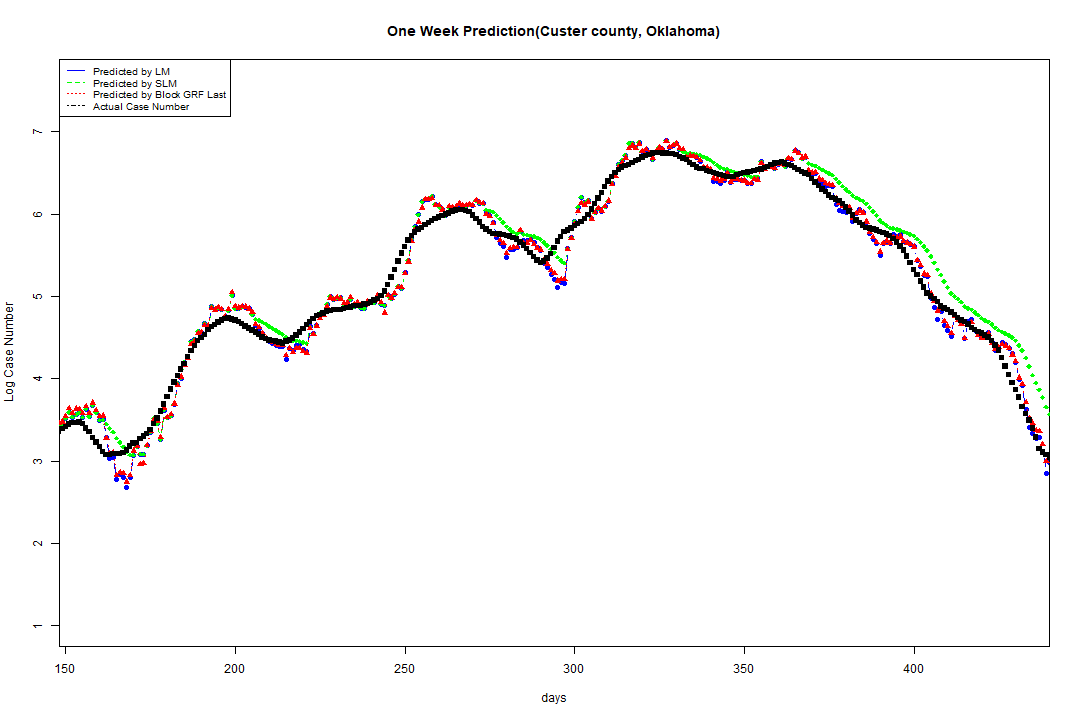 One Week Prediction(Custer county, Oklahoma)
Predicted by LM
Predicted by SLM
Predicted by Block GRF Last
Actual Case Number
7
6
5
4
3
2
1
Log Case Number
150 200 250 300 350 400
days